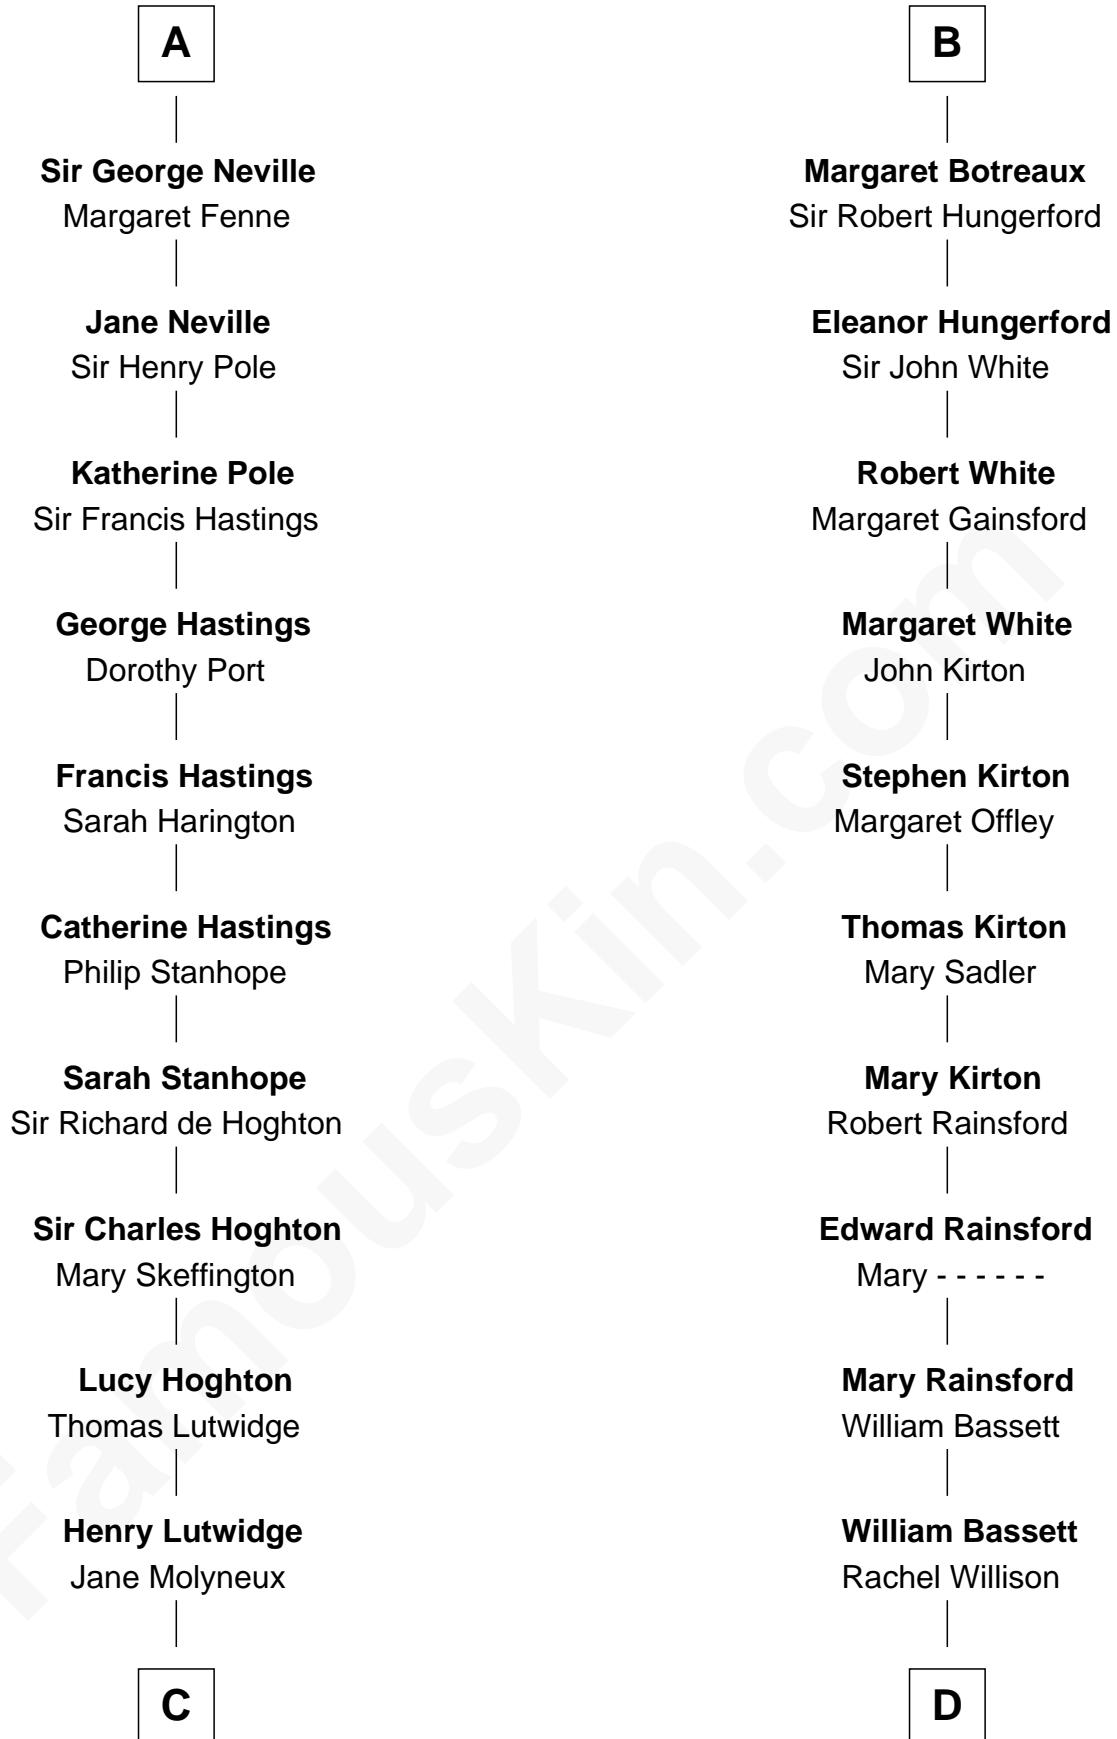 A
Sir George Neville
Margaret Fenne
Jane Neville
Sir Henry Pole
Katherine Pole
Sir Francis Hastings
George Hastings
Dorothy Port
Francis Hastings
Sarah Harington
Catherine Hastings
Philip Stanhope
Sarah Stanhope
Sir Richard de Hoghton
Sir Charles Hoghton
Mary Skeffington
Lucy Hoghton
Thomas Lutwidge
Henry Lutwidge
Jane Molyneux
C
B
Margaret Botreaux
Sir Robert Hungerford
Eleanor Hungerford
Sir John White
Robert White
Margaret Gainsford
Margaret White
John Kirton
Stephen Kirton
Margaret Offley
Thomas Kirton
Mary Sadler
Mary Kirton
Robert Rainsford
Edward Rainsford
Mary - - - - - -
Mary Rainsford
William Bassett
William Bassett
Rachel Willison
D
FamousKin.com